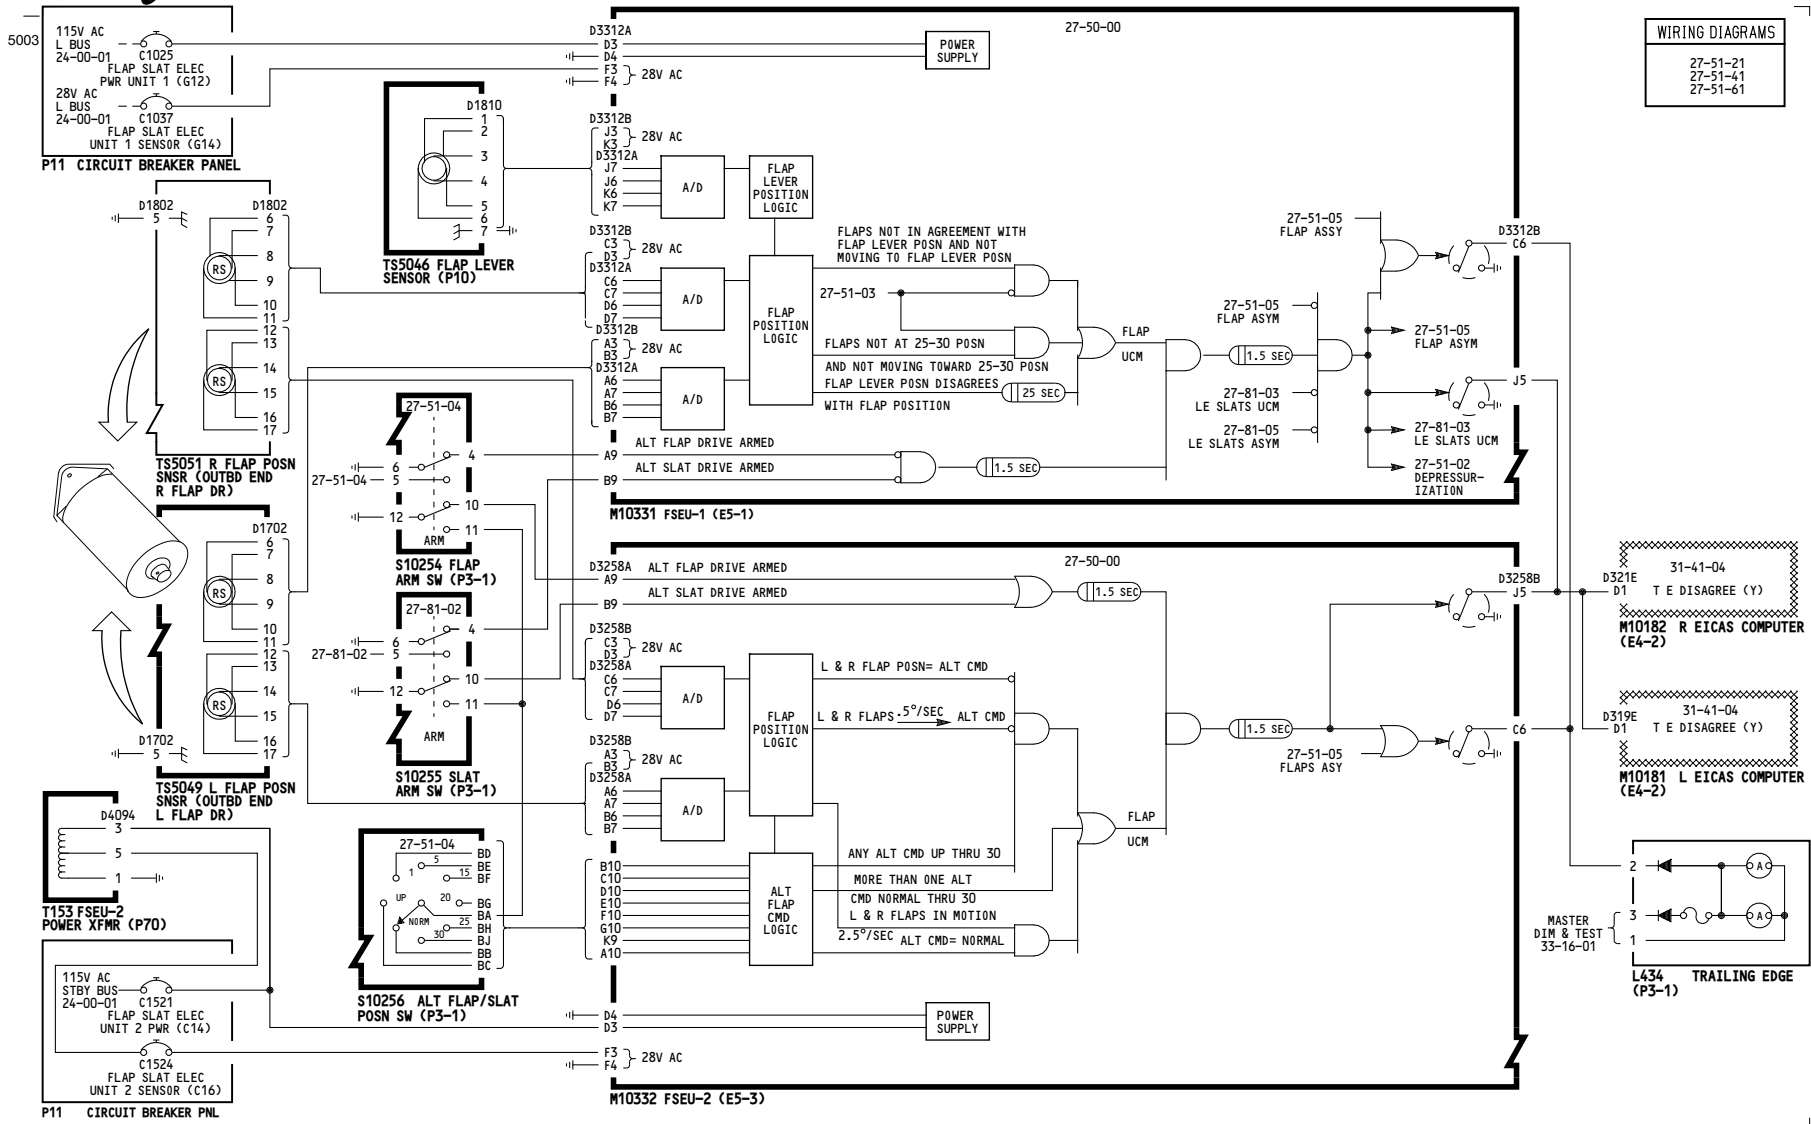 5003
115V AC
L BUS
24-00-01
C1025
FLAP SLAT ELEC
PWR UNIT 1 (G12)
28V AC
L BUS
24-00-01
C1037
FLAP SLAT ELEC
UNIT 1 SENSOR (G14)
P11 CIRCUIT BREAKER PANEL
D3312A
D3
D4
F3
F4
28V AC
POWER
SUPPLY
27-50-00
WIRING DIAGRAMS
27-51-21
27-51-41
27-51-61
D1810
1
2
3
4
5
6
7
TS5046 FLAP LEVER
SENSOR (P10)
D3312B
J3
K3
28V AC
D3312A
J7
J6
K6
K7
A/D
FLAP
LEVER
POSITION
LOGIC
D3312B
C3
D3
28V AC
D3312A
C6
C7
D6
D7
A/D
D3312B
A3
B3
28V AC
D3312A
A6
A7
B6
B7
A/D
FLAP
POSITION
LOGIC
FLAPS NOT IN AGREEMENT WITH
FLAP LEVER POSN AND NOT
MOVING TO FLAP LEVER POSN
27-51-03
FLAPS NOT AT 25-30 POSN
AND NOT MOVING TOWARD 25-30 POSN
FLAP LEVER POSN DISAGREES
WITH FLAP POSITION
25 SEC
FLAP
UCM
1.5 SEC
27-51-05
FLAP ASSY
27-51-05
FLAP ASYM
27-81-03
LE SLATS UCM
27-81-05
LE SLATS ASYM
27-51-05
FLAP ASYM
27-81-03
LE SLATS UCM
27-51-02
DEPRESSUR-
IZATION
D3312B
C6
J5
A9
ALT FLAP DRIVE ARMED
B9
ALT SLAT DRIVE ARMED
1.5 SEC
M10331 FSEU-1 (E5-1)
D1802
5
D1802
6
7
8
9
10
11
RS
12
13
14
15
16
17
RS
TS5051 R FLAP POSN
SNSR (OUTBD END
R FLAP DR)
D1702
6
7
8
9
10
11
RS
12
13
14
15
16
17
RS
D1702
5
TS5049 L FLAP POSN
SNSR (OUTBD END
L FLAP DR)
27-51-04
6
4
27-51-04
5
12
10
11
ARM
S10254 FLAP
ARM SW (P3-1)
27-81-02
6
4
27-81-02
5
12
10
11
ARM
S10255 SLAT
ARM SW (P3-1)
27-51-04
BD
BE
BF
BG
BA
BH
BJ
BB
BC
UP
1
5
15
20
NORM
25
30
S10256 ALT FLAP/SLAT
POSN SW (P3-1)
D4094
3
5
1
T153 FSEU-2
POWER XFMR (P70)
115V AC
STBY BUS
24-00-01
C1521
FLAP SLAT ELEC
UNIT 2 PWR (C14)
C1524
FLAP SLAT ELEC
UNIT 2 SENSOR (C16)
P11 CIRCUIT BREAKER PNL
27-50-00
D3258A
A9
ALT FLAP DRIVE ARMED
B9
ALT SLAT DRIVE ARMED
1.5 SEC
D3258B
C3
D3
28V AC
D3258A
C6
C7
D6
D7
A/D
D3258B
A3
B3
28V AC
D3258A
A6
A7
B6
B7
A/D
FLAP
POSITION
LOGIC
L & R FLAP POSN= ALT CMD
L & R FLAPS .5°/SEC ALT CMD
B10
C10
D10
E10
F10
G10
K9
A10
ALT
FLAP
CMD
LOGIC
ANY ALT CMD UP THRU 30
MORE THAN ONE ALT
CMD NORMAL THRU 30
L & R FLAPS IN MOTION
2.5°/SEC ALT CMD= NORMAL
FLAP
UCM
1.5 SEC
27-51-05
FLAPS ASY
D3258B
J5
C6
D4
D3
POWER
SUPPLY
F3
F4
28V AC
M10332 FSEU-2 (E5-3)
D321E
D1
31-41-04
T E DISAGREE (Y)
M10182 R EICAS COMPUTER
(E4-2)
D319E
D1
31-41-04
T E DISAGREE (Y)
M10181 L EICAS COMPUTER
(E4-2)
2
3
1
A
A
MASTER
DIM & TEST
33-16-01
L434 TRAILING EDGE
(P3-1)